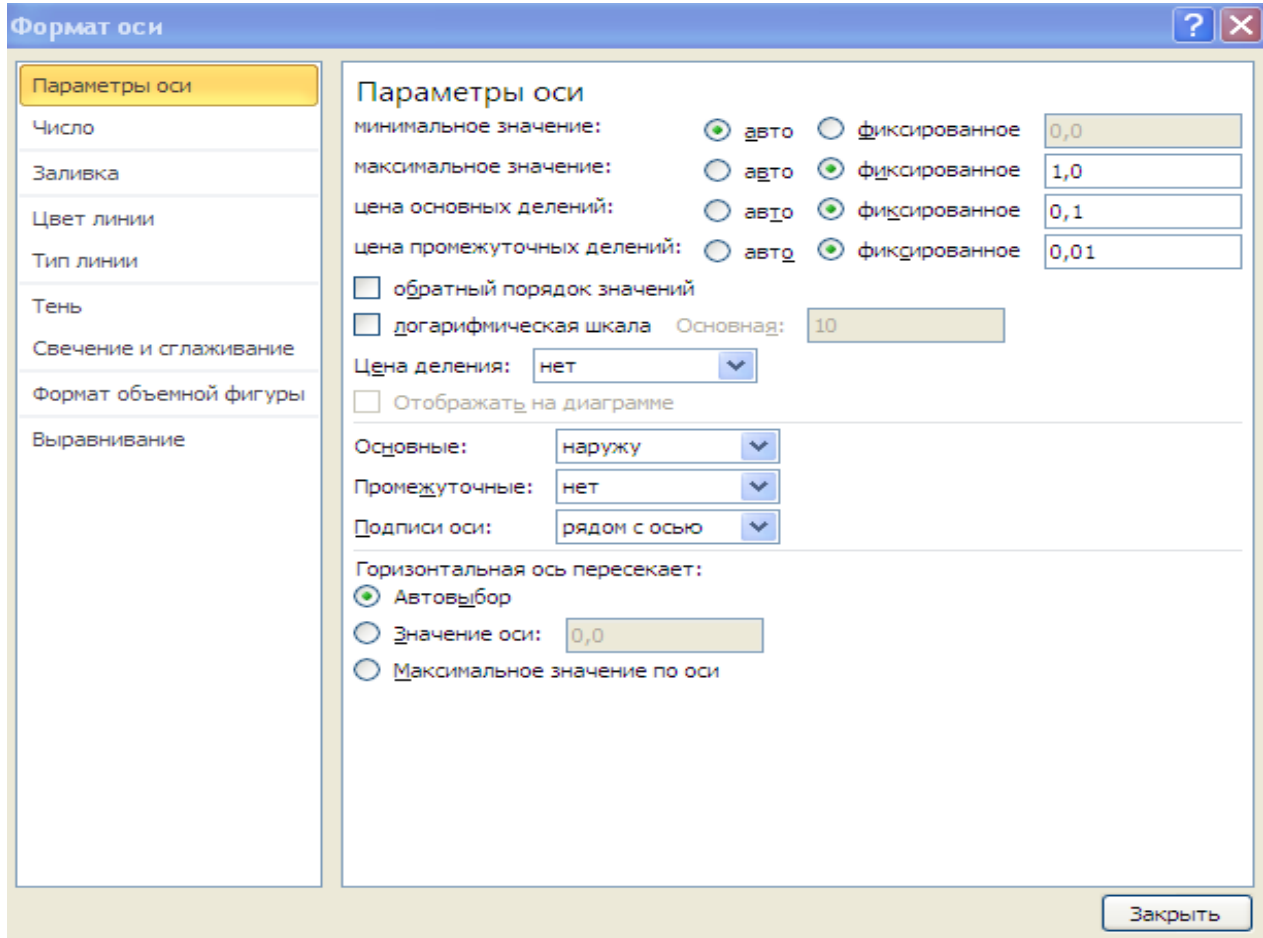 Формат оси
Параметры оси
Число
Заливка
Цвет линии
Тип линии
Тень
Свечение и сглаживание
Формат объемной фигуры
Выравнивание
Параметры оси
минимальное значение: авто фиксированное 0,0
максимальное значение: авто фиксированное 1,0
цена основных делений: авто фиксированное 0,1
цена промежуточных делений: авто фиксированное 0,01
обратный порядок значений
логарифмическая шкала Основная: 10
Цена деления: нет
Отображать на диаграмме
Основные: наружу
Промежуточные: нет
Подписи оси: рядом с осью
Горизонтальная ось пересекает:
Автовыбор
Значение оси: 0,0
Максимальное значение по оси
Закрыть